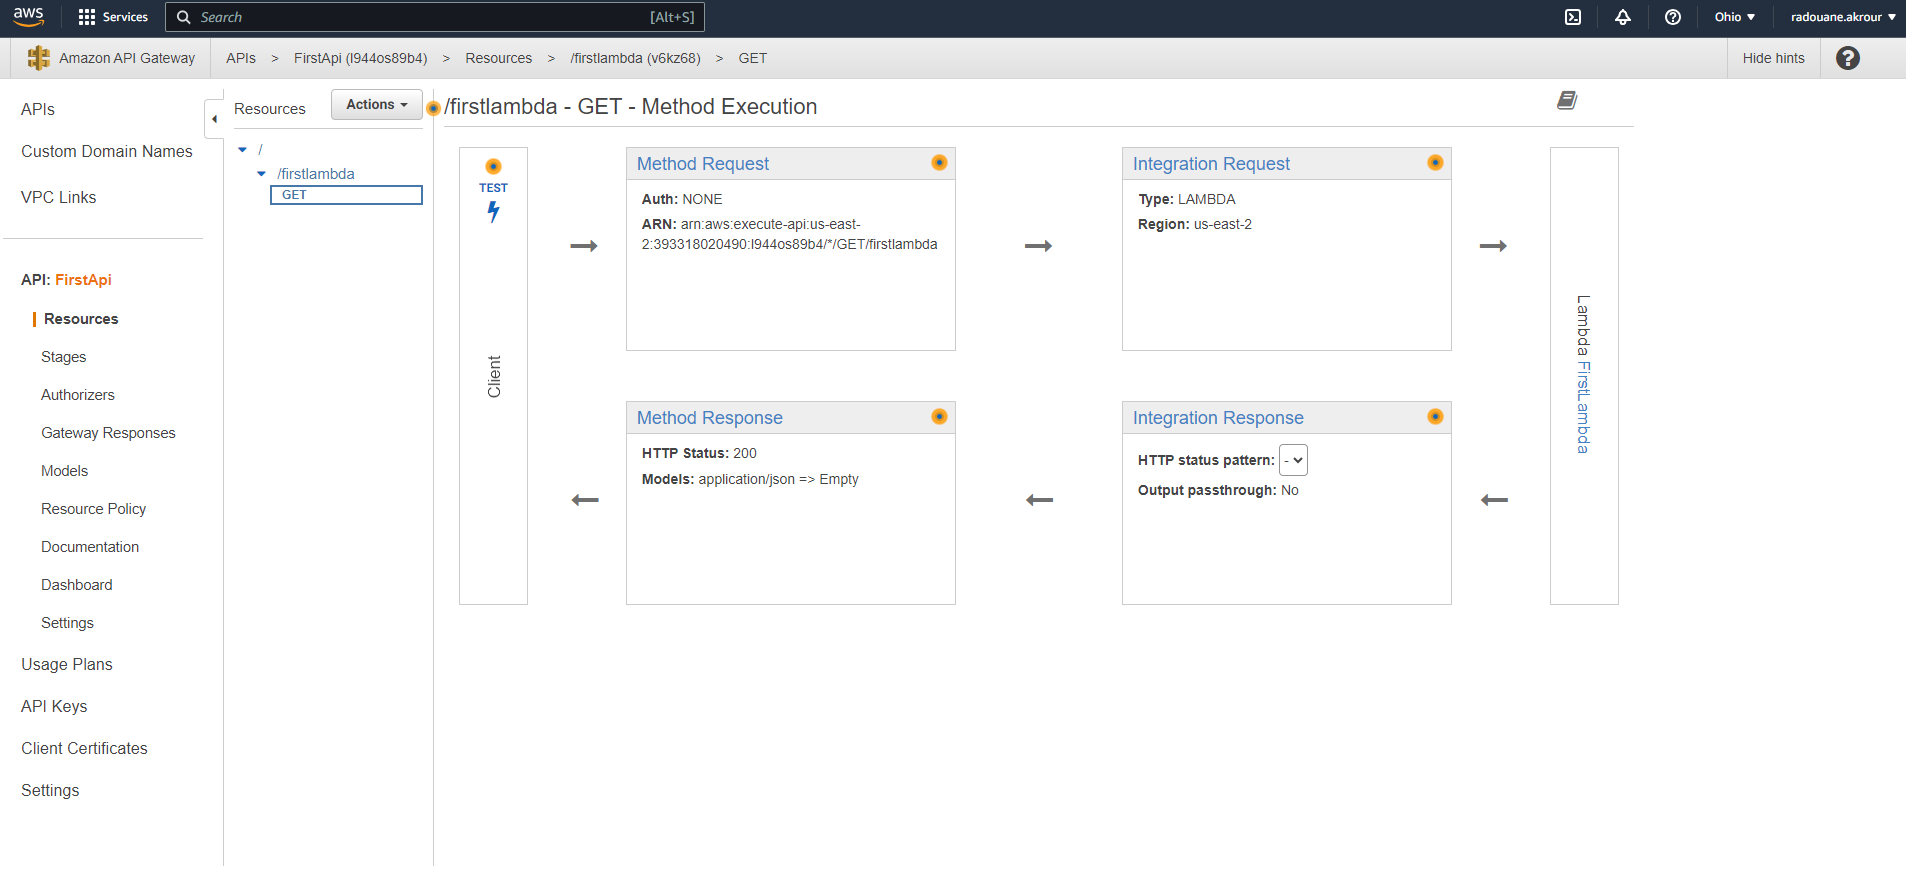 aws
Services
Search
[Alt+S]
Ohio
radouane.akrour
Amazon API Gateway
APIs > FirstApi (l944os89b4) > Resources > /firstlambda (v6kz68) > GET
Hide hints
APIs
Custom Domain Names
VPC Links
API: FirstApi
Resources
Stages
Authorizers
Gateway Responses
Models
Resource Policy
Documentation
Dashboard
Settings
Usage Plans
API Keys
Client Certificates
Settings
Resources
Actions
/
/firstlambda
GET
/firstlambda - GET - Method Execution
TEST
Client
Method Request
Auth: NONE
ARN: arn:aws:execute-api:us-east-
2:393318020490:l944os89b4/*/GET/firstlambda
Integration Request
Type: LAMBDA
Region: us-east-2
Lambda FirstLambda
Method Response
HTTP Status: 200
Models: application/json => Empty
Integration Response
HTTP status pattern: -
Output passthrough: No